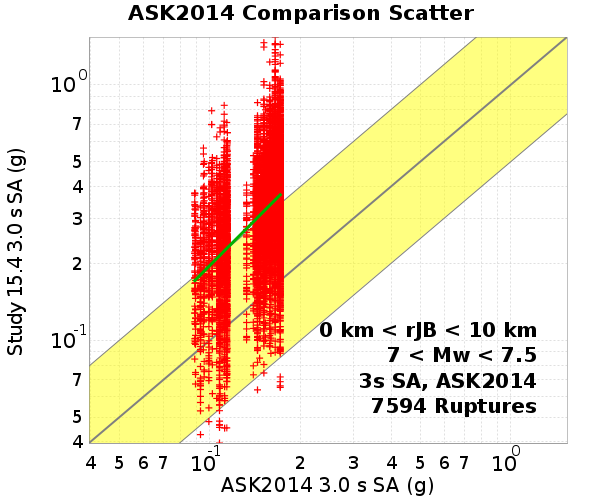 ASK2014 Comparison Scatter
Study 15.4 3.0 s SA (g)
10^0
7
5
4
3
2
10^-1
7
5
4
0 km < rJB < 10 km
7 < Mw < 7.5
3s SA, ASK2014
7594 Ruptures
4 5 6 7 10^-1 2 3 4 5 6 7 10^0
ASK2014 3.0 s SA (g)